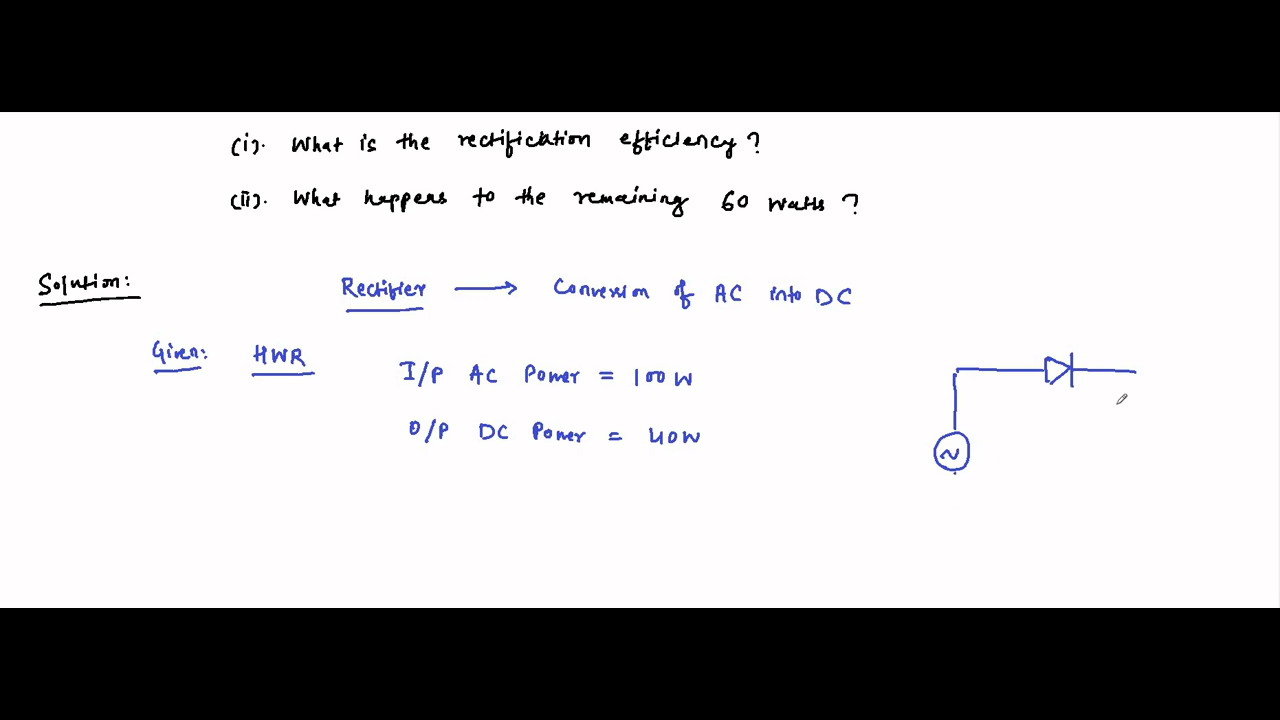 (i). What is the rectification efficiency?
(ii). What happens to the remaining 60 watts?
Solution:
Rectifier → Conversion of AC into DC
Given: HWR
I/P AC Power = 100 W
O/P DC Power = 40 W
~